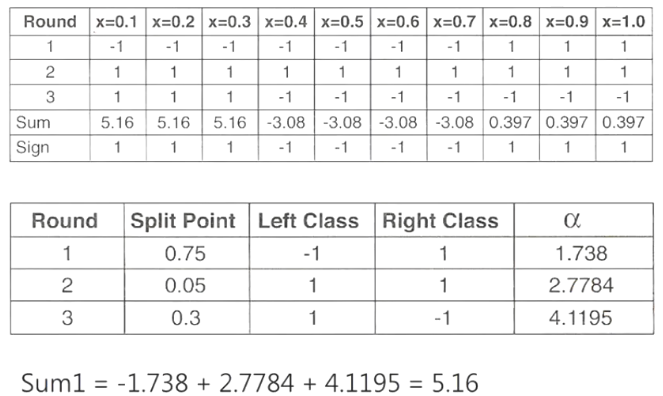 Round x=0.1 x=0.2 x=0.3 x=0.4 x=0.5 x=0.6 x=0.7 x=0.8 x=0.9 x=1.0
1 -1 -1 -1 -1 -1 -1 -1 1 1 1
2 1 1 1 1 1 1 1 1 1 1
3 1 1 1 -1 -1 -1 -1 -1 -1 -1
Sum 5.16 5.16 5.16 -3.08 -3.08 -3.08 -3.08 0.397 0.397 0.397
Sign 1 1 1 -1 -1 -1 -1 1 1 1
Round Split Point Left Class Right Class α
1 0.75 -1 1 1.738
2 0.05 1 1 2.7784
3 0.3 1 -1 4.1195
Sum1 = -1.738 + 2.7784 + 4.1195 = 5.16